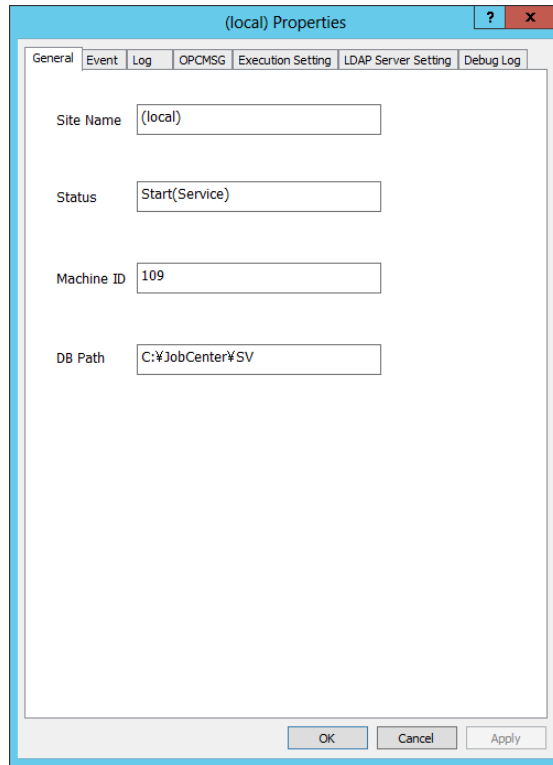 (local) Properties
? x
General Event Log OPCMSG Execution Setting LDAP Server Setting Debug Log
Site Name (local)
Status Start(Service)
Machine ID 109
DB Path C:¥JobCenter¥SV
OK Cancel Apply